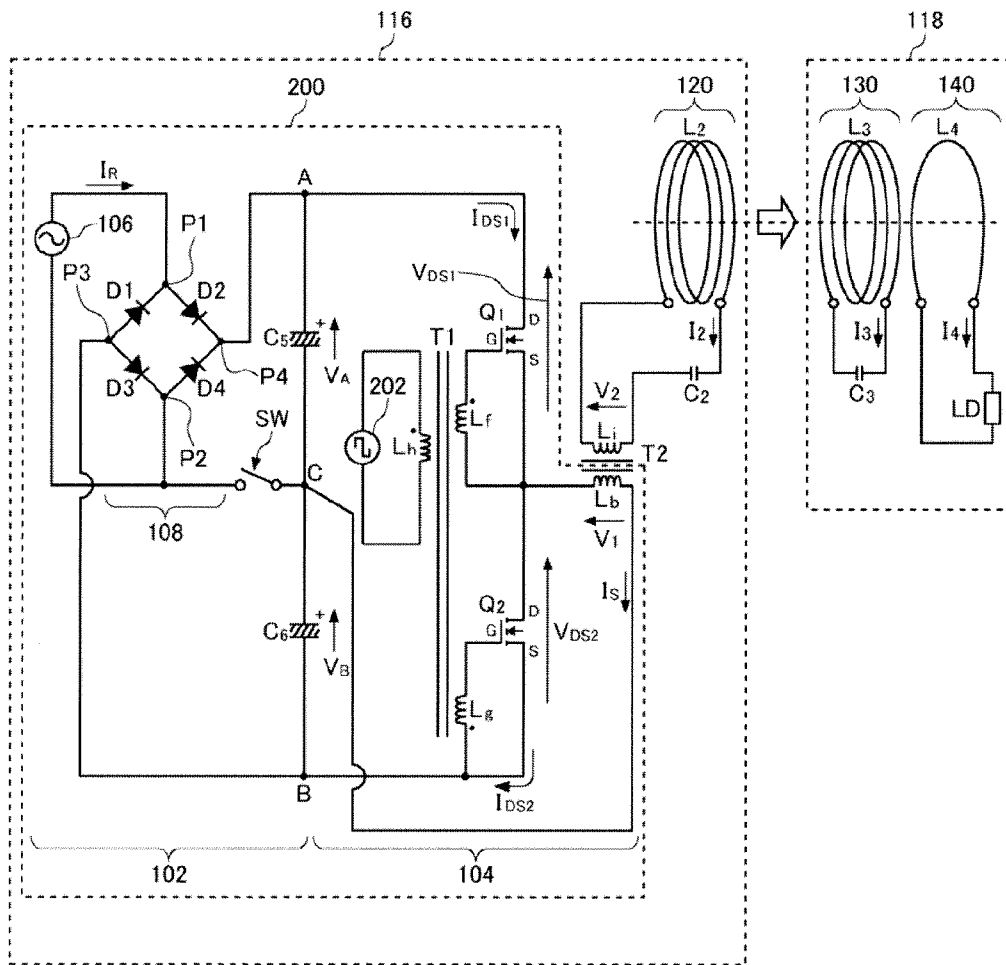 116
118
200
120
130
140
L2
L3
L4
IR
A
106
P1
IDS1
P3
VDS1
D1
D2
Q1
D
G
S
C5
+
T1
I2
I3
I4
VA
P4
D3
D4
202
V2
C2
C3
LD
SW
Lh
Lf
Li
T2
P2
C
Lb
108
V1
IS
Q2
D
G
S
C6
+
VDS2
VB
Lg
B
IDS2
102
104